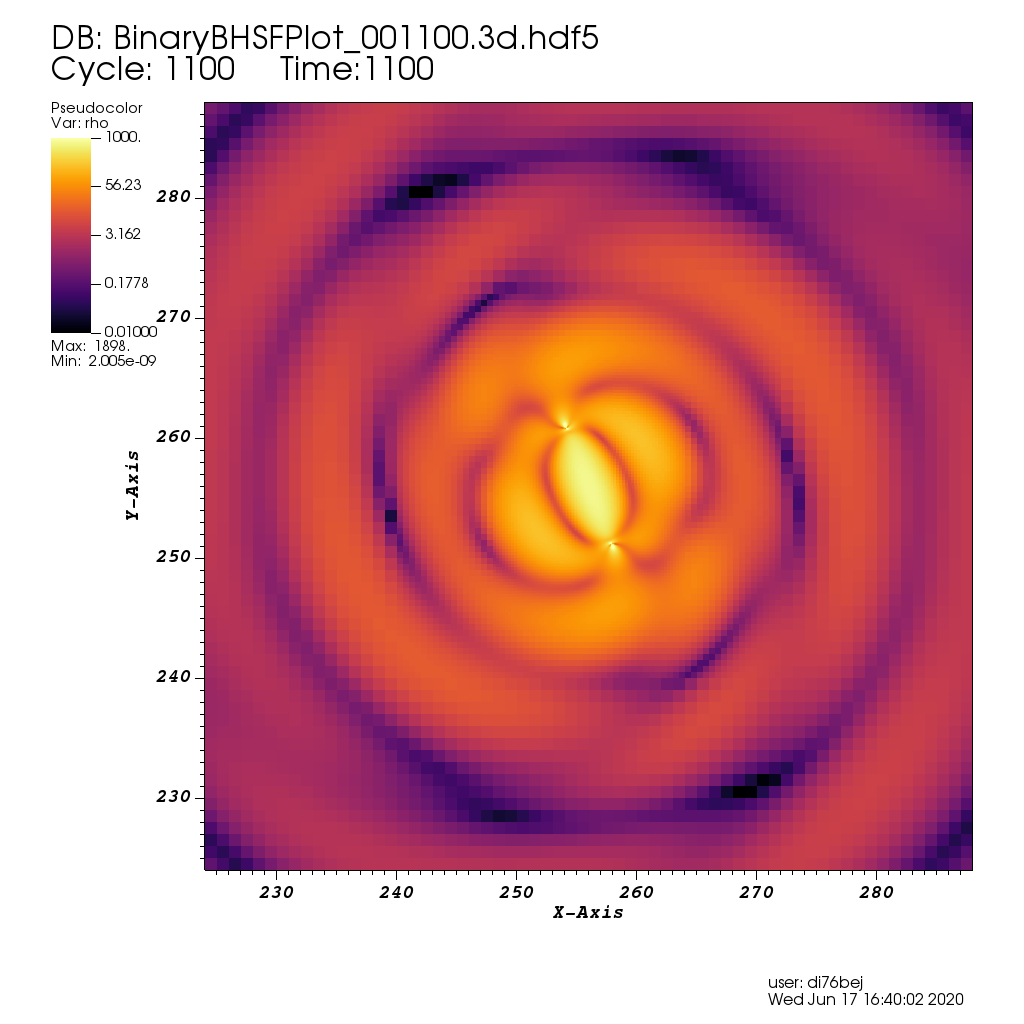 DB: BinaryBHSFPlot_001100.3d.hdf5
Cycle: 1100 Time:1100
Pseudocolor
Var: rho
1000.
56.23
3.162
0.1778
0.01000
Max: 1898.
Min: 2.005e-09
280
270
260
250
240
230
Y-Axis
230 240 250 260 270 280
X-Axis
user: di76bej
Wed Jun 17 16:40:02 2020